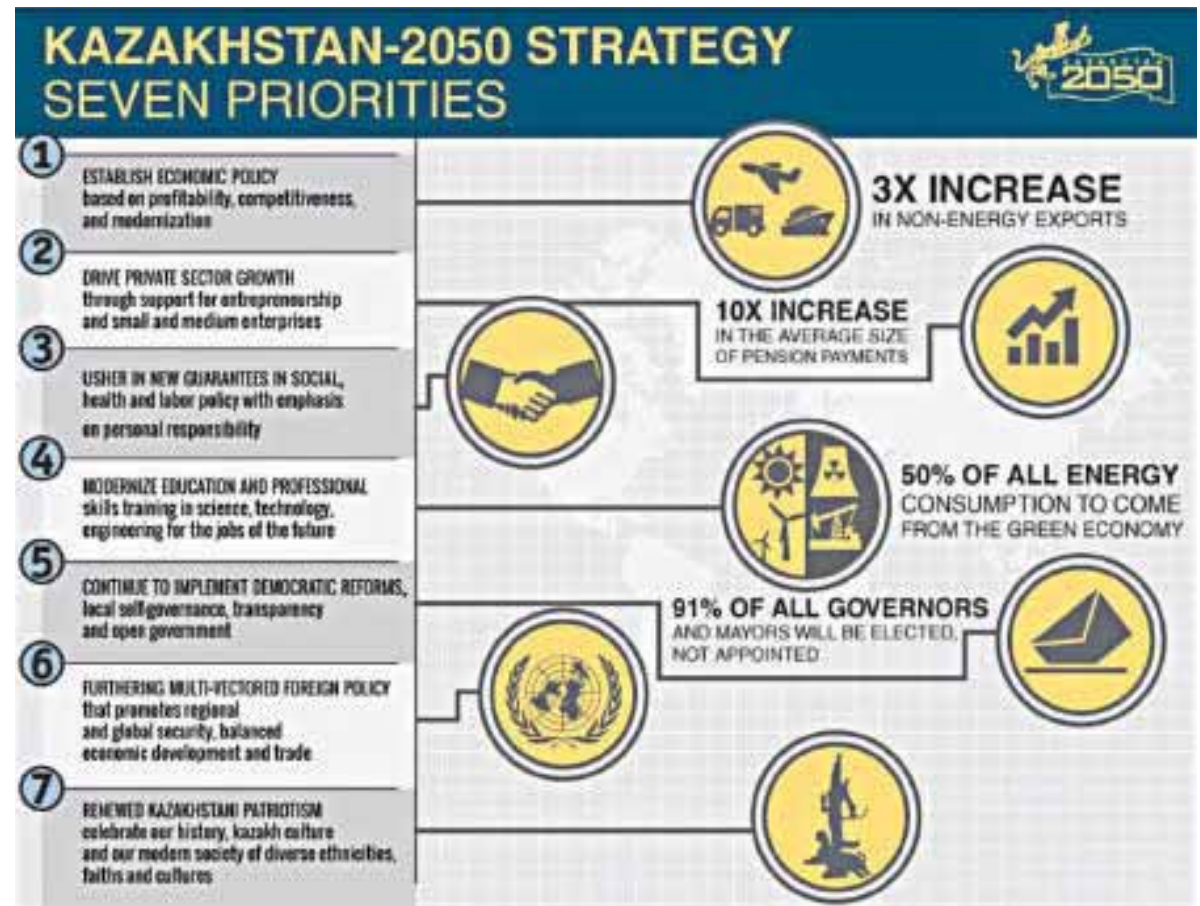 KAZAKHSTAN-2050 STRATEGY
SEVEN PRIORITIES
KAZAKHSTAN
2050
1
ESTABLISH ECONOMIC POLICY
based on profitability, competitiveness,
and modernization
2
DRIVE PRIVATE SECTOR GROWTH
through support for entrepreneurship
and small and medium enterprises
3
USHER IN NEW GUARANTEES IN SOCIAL,
health and labor policy with emphasis
on personal responsibility
4
MODERNIZE EDUCATION AND PROFESSIONAL
skills training in science, technology,
engineering for the jobs of the future
5
CONTINUE TO IMPLEMENT DEMOCRATIC REFORMS,
local self-governance, transparency
and open government
6
FURTHERING MULTI-VECTORED FOREIGN POLICY
that promotes regional
and global security, balanced
economic development and trade
7
RENEWED KAZAKHSTANI PATRIOTISM
celebrate our history, kazakh culture
and our modern society of diverse ethnicities,
faiths and cultures
3X INCREASE
IN NON-ENERGY EXPORTS
10X INCREASE
IN THE AVERAGE SIZE
OF PENSION PAYMENTS
50% OF ALL ENERGY
CONSUMPTION TO COME
FROM THE GREEN ECONOMY
91% OF ALL GOVERNORS
AND MAYORS WILL BE ELECTED,
NOT APPOINTED